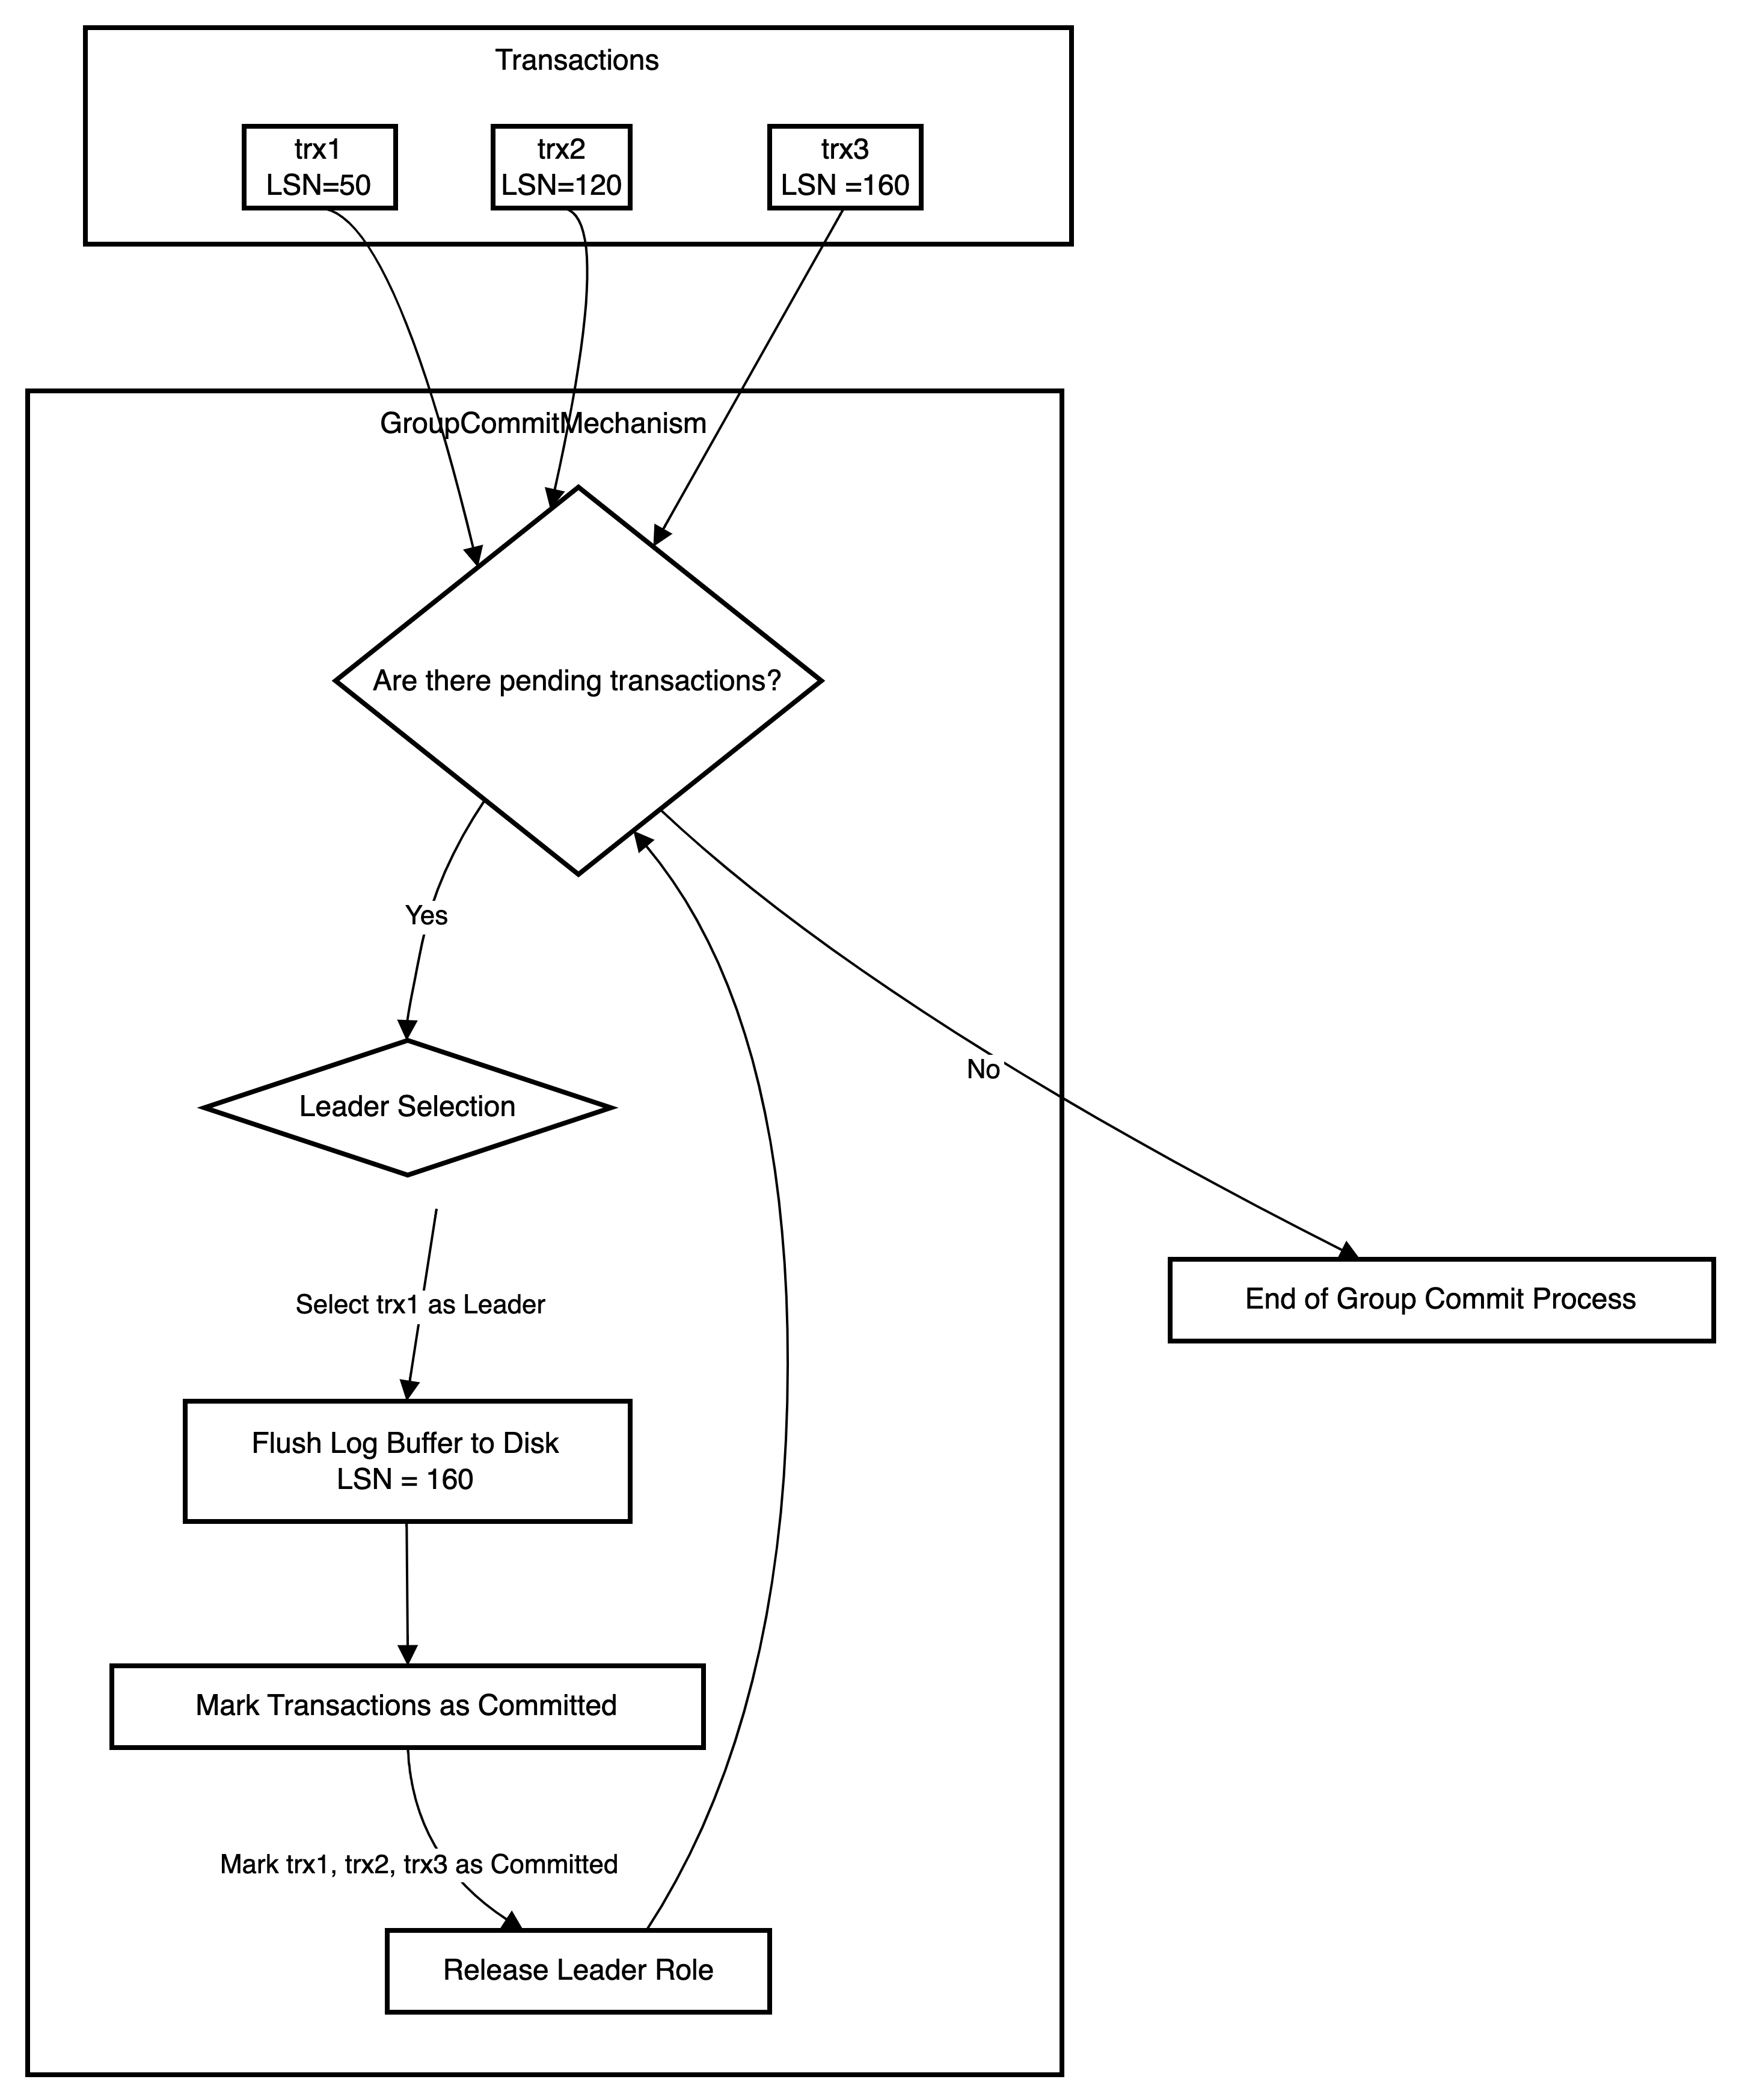 Transactions
trx1
LSN=50
trx2
LSN=120
trx3
LSN =160
GroupCommitMechanism
Are there pending transactions?
Yes
No
Leader Selection
Select trx1 as Leader
End of Group Commit Process
Flush Log Buffer to Disk
LSN = 160
Mark Transactions as Committed
Mark trx1, trx2, trx3 as Committed
Release Leader Role